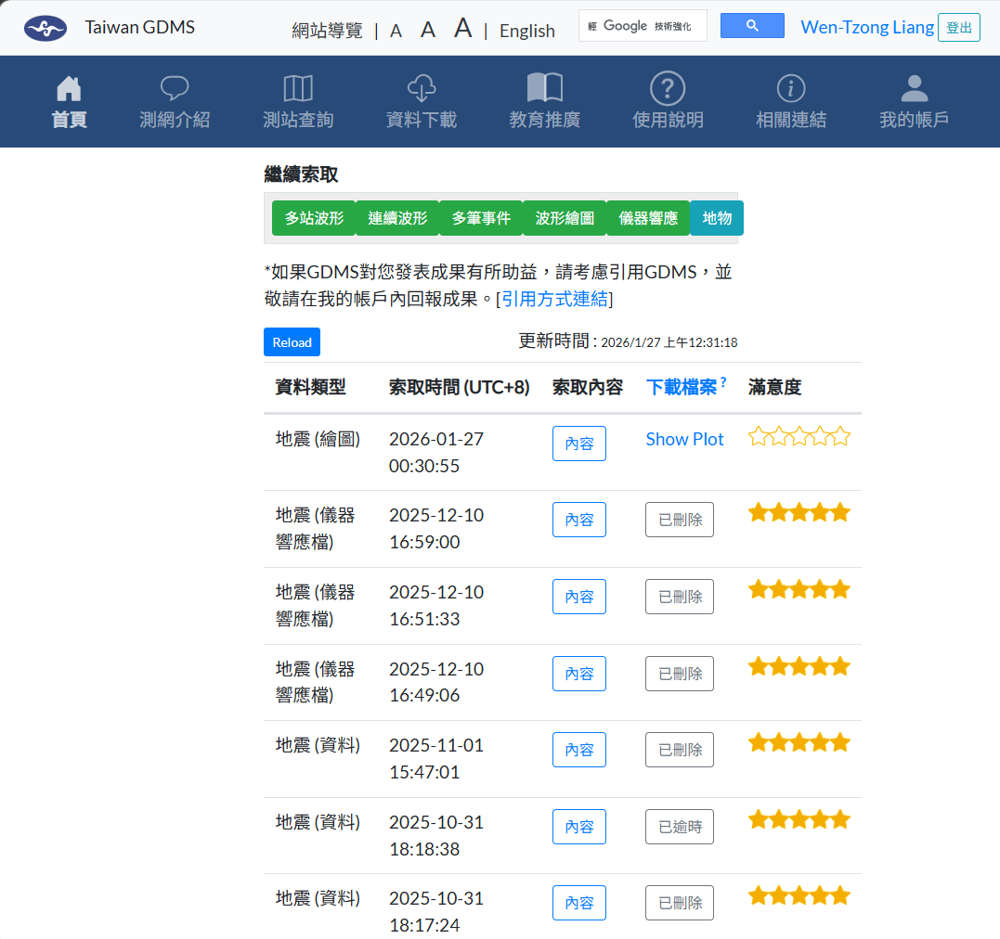 Taiwan GDMS
網站導覽 | A A A | English
經 Google 技術強化
Wen-Tzong Liang 登出
首頁 測網介紹 測站查詢 資料下載 教育推廣 使用說明 相關連結 我的帳戶
繼續索取
多站波形 連續波形 多筆事件 波形繪圖 儀器響應 地物
*如果GDMS對您發表成果有所助益，請考慮引用GDMS，並
敬請在我的帳戶內回報成果。[引用方式連結]
Reload 更新時間 : 2026/1/27 上午12:31:18
資料類型 索取時間 (UTC+8) 索取內容 下載檔案? 滿意度
地震 (繪圖) 2026-01-27 內容 Show Plot
00:30:55
地震 (儀器 2025-12-10 內容 已刪除
響應檔) 16:59:00
地震 (儀器 2025-12-10 內容 已刪除
響應檔) 16:51:33
地震 (儀器 2025-12-10 內容 已刪除
響應檔) 16:49:06
地震 (資料) 2025-11-01 內容 已刪除
15:47:01
地震 (資料) 2025-10-31 內容 已逾時
18:18:38
地震 (資料) 2025-10-31 內容 已刪除
18:17:24